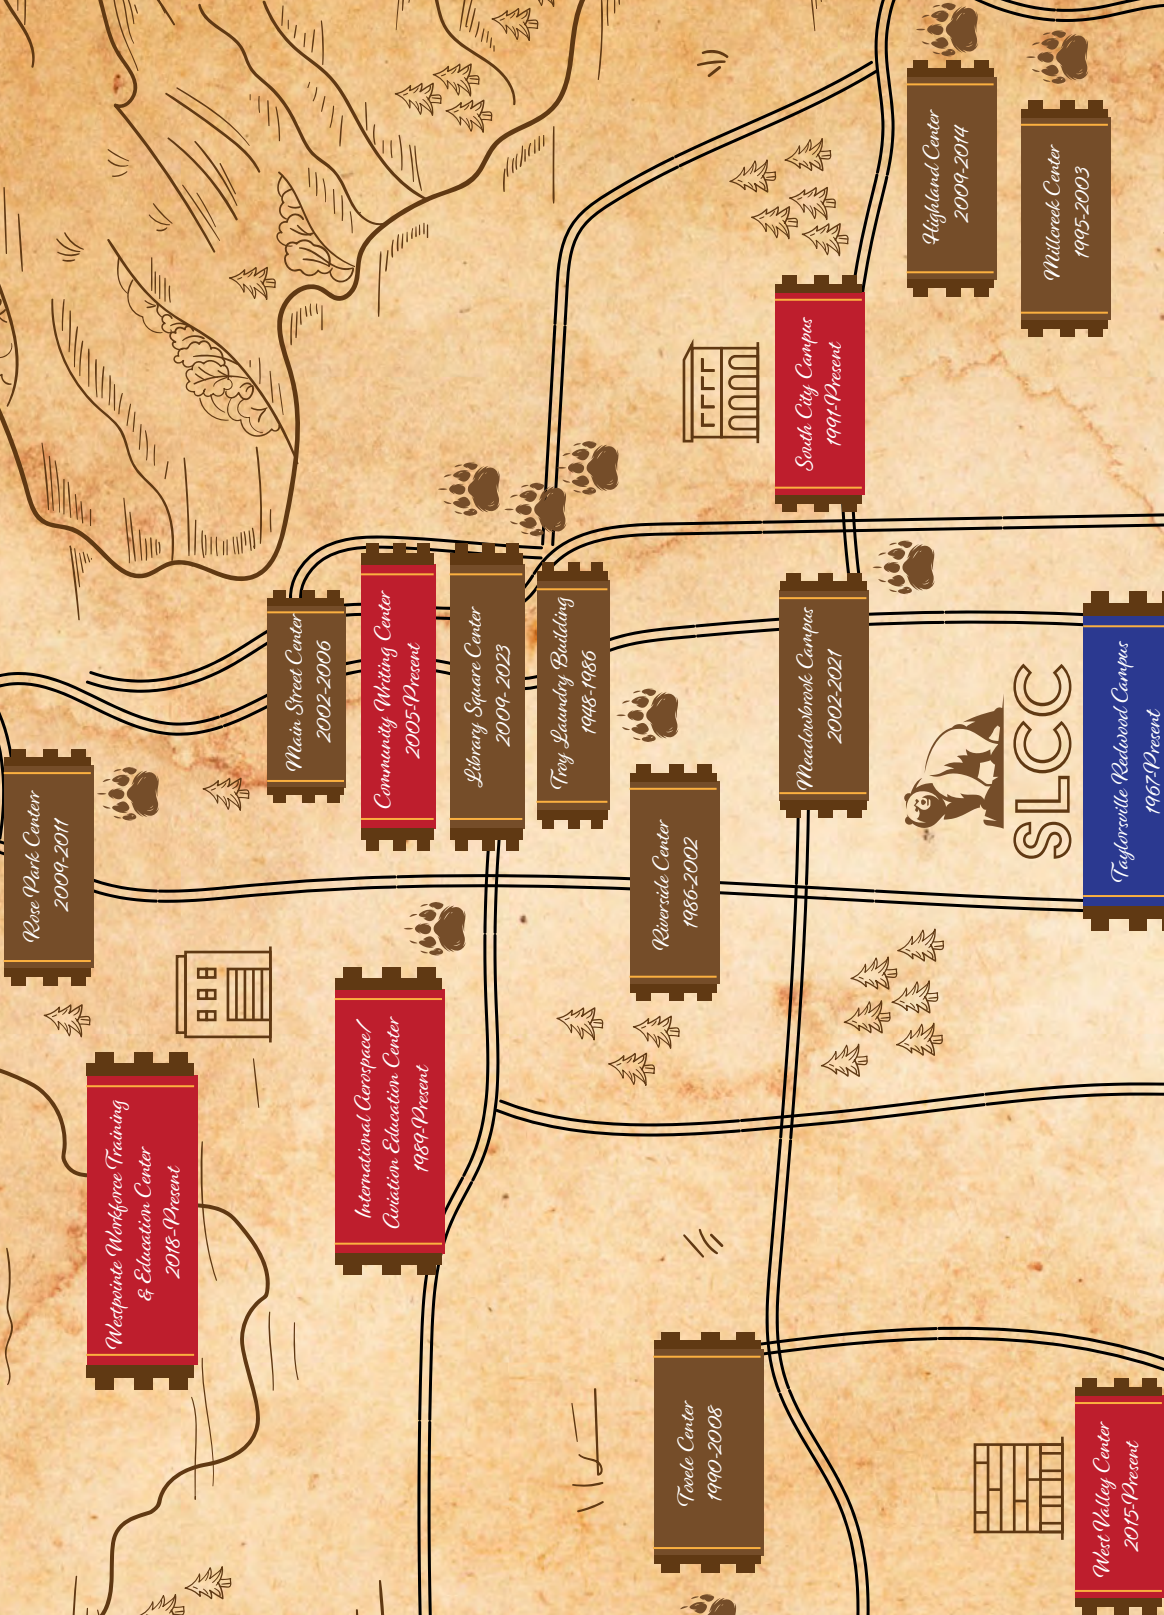 Rose Park Center
2009-2011
Westpointe Workforce Training
& Education Center
2018-Present
Main Street Center
2002-2006
Community Writing Center
2005-Present
Library Square Center
2009- 2023
Troy Laundry Building
1948-1986
International Aerospace/
Aviation Education Center
1989-Present
Riverside Center
1986-2002
Tooele Center
1990-2008
South City Campus
1991-Present
Meadowbrook Campus
2002-2021
Highland Center
2009-2014
Millcreek Center
1995-2003
SLCC
Taylorsville Redwood Campus
1967-Present
West Valley Center
2015-Present